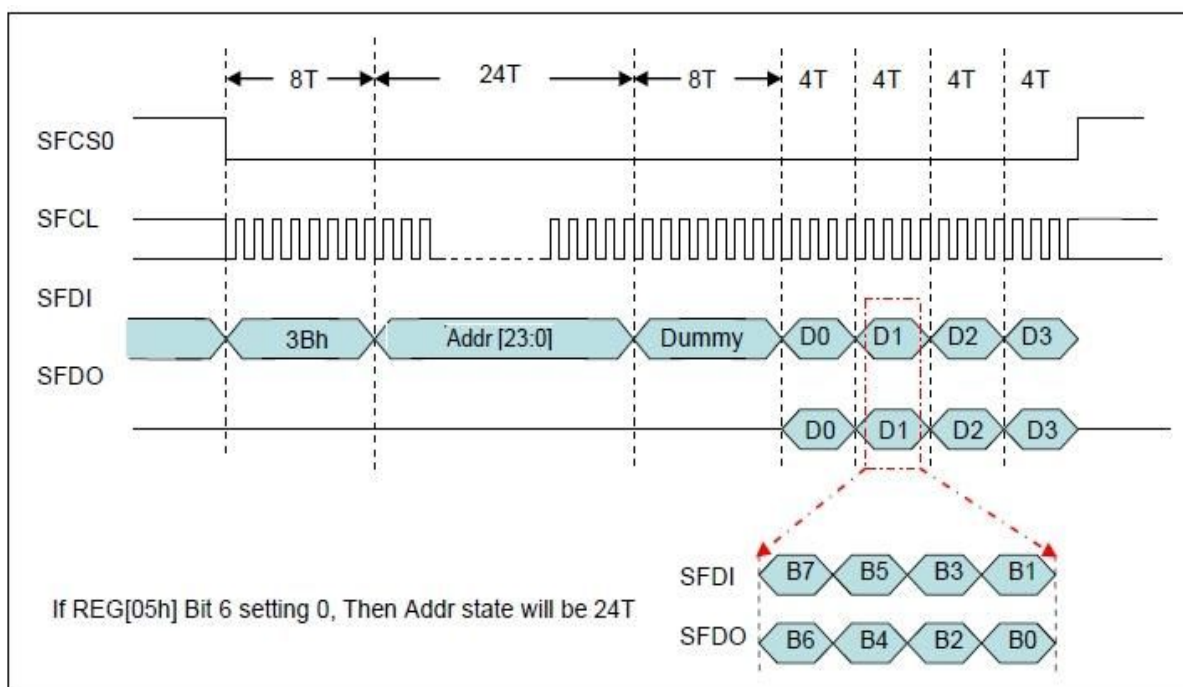 8T 24T 8T 4T 4T 4T 4T
SFCS0
SFCL
SFDI
3Bh Addr [23:0] Dummy D0 D1 D2 D3
SFDO
D0 D1 D2 D3
SFDI B7 B5 B3 B1
If REG[05h] Bit 6 setting 0, Then Addr state will be 24T
SFDO B6 B4 B2 B0